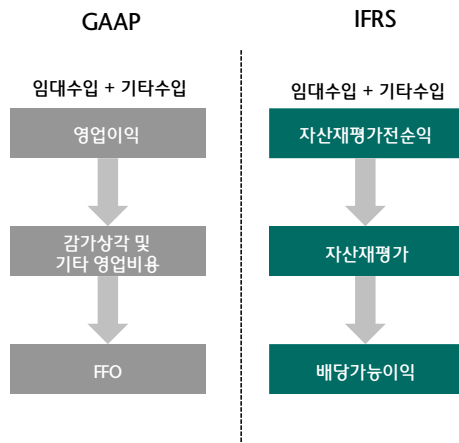 GAAP
임대수입 + 기타수입
영업이익
감가상각 및
기타 영업비용
FFO
IFRS
임대수입 + 기타수입
자산재평가전순익
자산재평가
배당가능이익